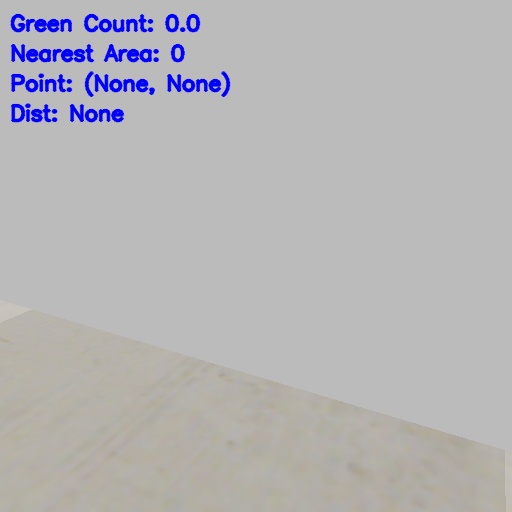 Green Count: 0.0
Nearest Area: 0
Point: (None, None)
Dist: None